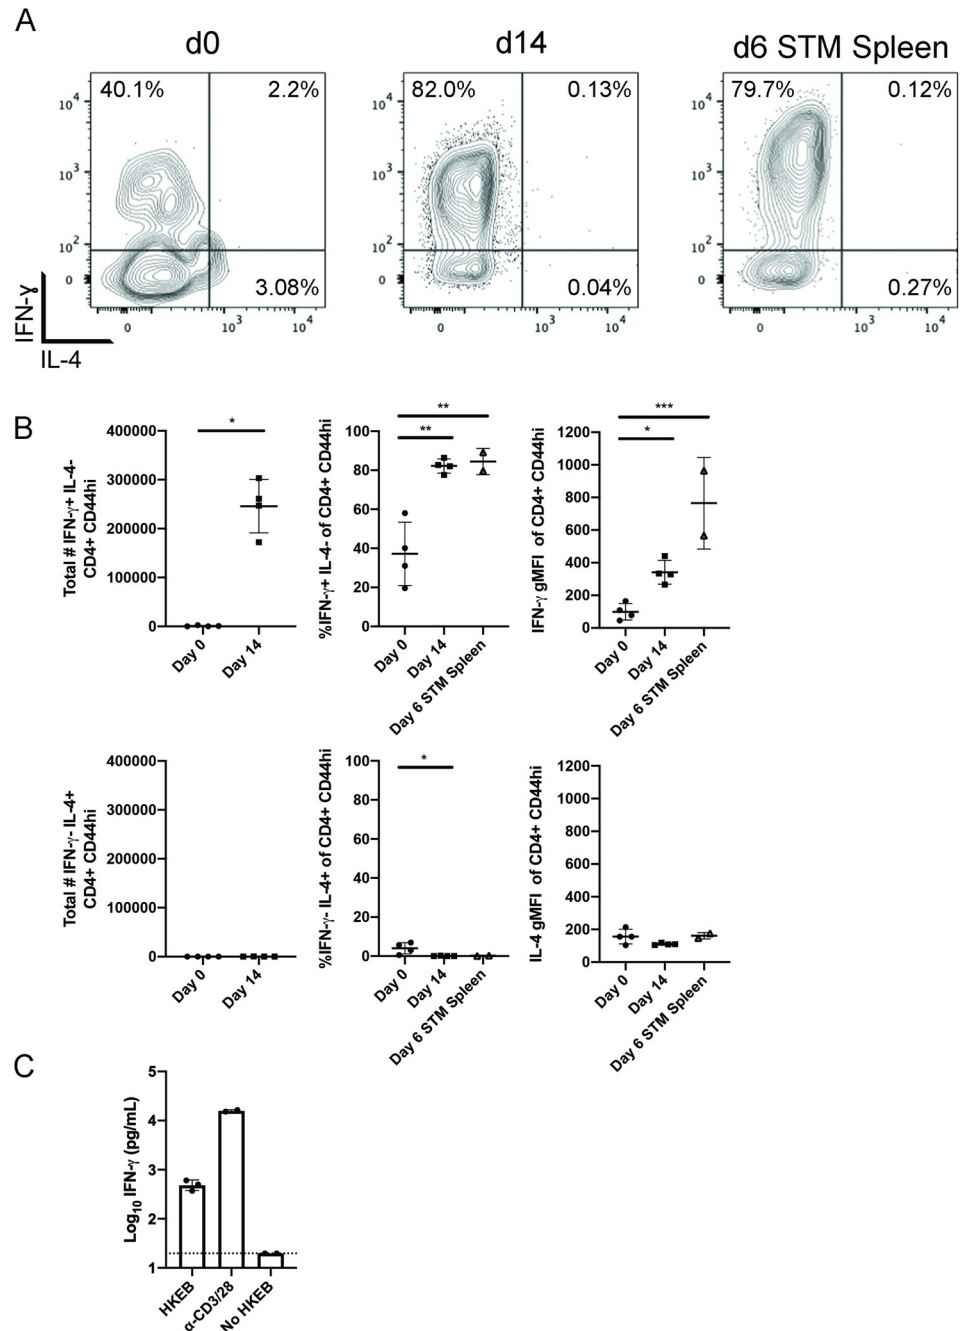 A
d0
d14
d6 STM Spleen
40.1%
2.2%
3.08%
82.0%
0.13%
0.04%
79.7%
0.12%
0.27%
10⁴
10³
10²
0
0
10³
10⁴
10⁴
10³
10²
0
0
10³
10⁴
10⁴
10³
10²
0
0
10³
10⁴
IFN-ɣ
IL-4
B
Total # IFN-γ+ IL-4-
CD4+ CD44hi
400000
300000
200000
100000
0
*
Day 0
Day 14
%IFN-γ+ IL-4- of CD4+ CD44hi
100
80
60
40
20
0
**
**
Day 0
Day 14
Day 6 STM Spleen
IFN-γ gMFI of CD4+ CD44hi
1200
1000
800
600
400
200
0
***
*
Day 0
Day 14
Day 6 STM Spleen
Total # IFN-γ- IL-4+
CD4+ CD44hi
400000
300000
200000
100000
0
Day 0
Day 14
%IFN-γ- IL-4+ of CD4+ CD44hi
100
80
60
40
20
0
*
Day 0
Day 14
Day 6 STM Spleen
IL-4 gMFI of CD4+ CD44hi
1200
1000
800
600
400
200
0
Day 0
Day 14
Day 6 STM Spleen
C
Log₁₀ IFN-γ (pg/mL)
5
4
3
2
1
HKEB
α-CD3/28
No HKEB